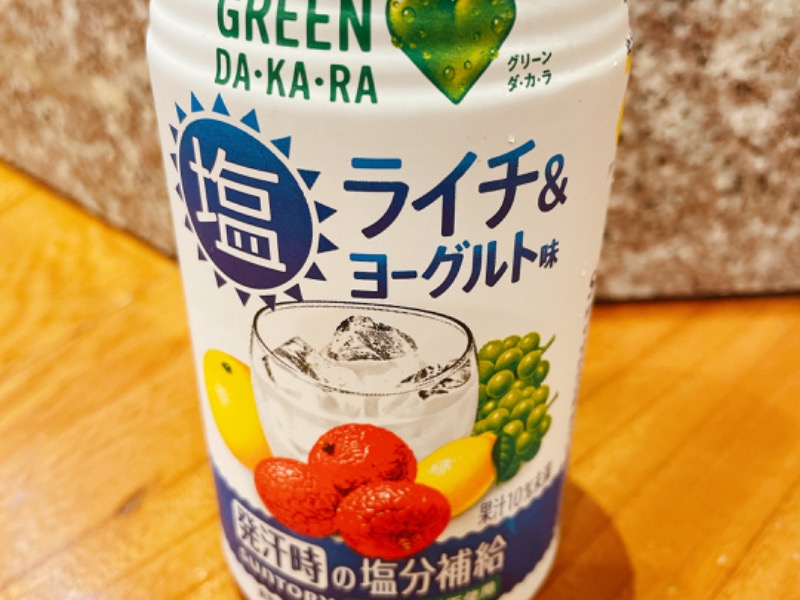 GREEN
DA・KA・RA
グリーン
ダ・カ・ラ
塩
ライチ&
ヨーグルト味
果汁10%未満
発汗時の塩分補給
SUNTORY